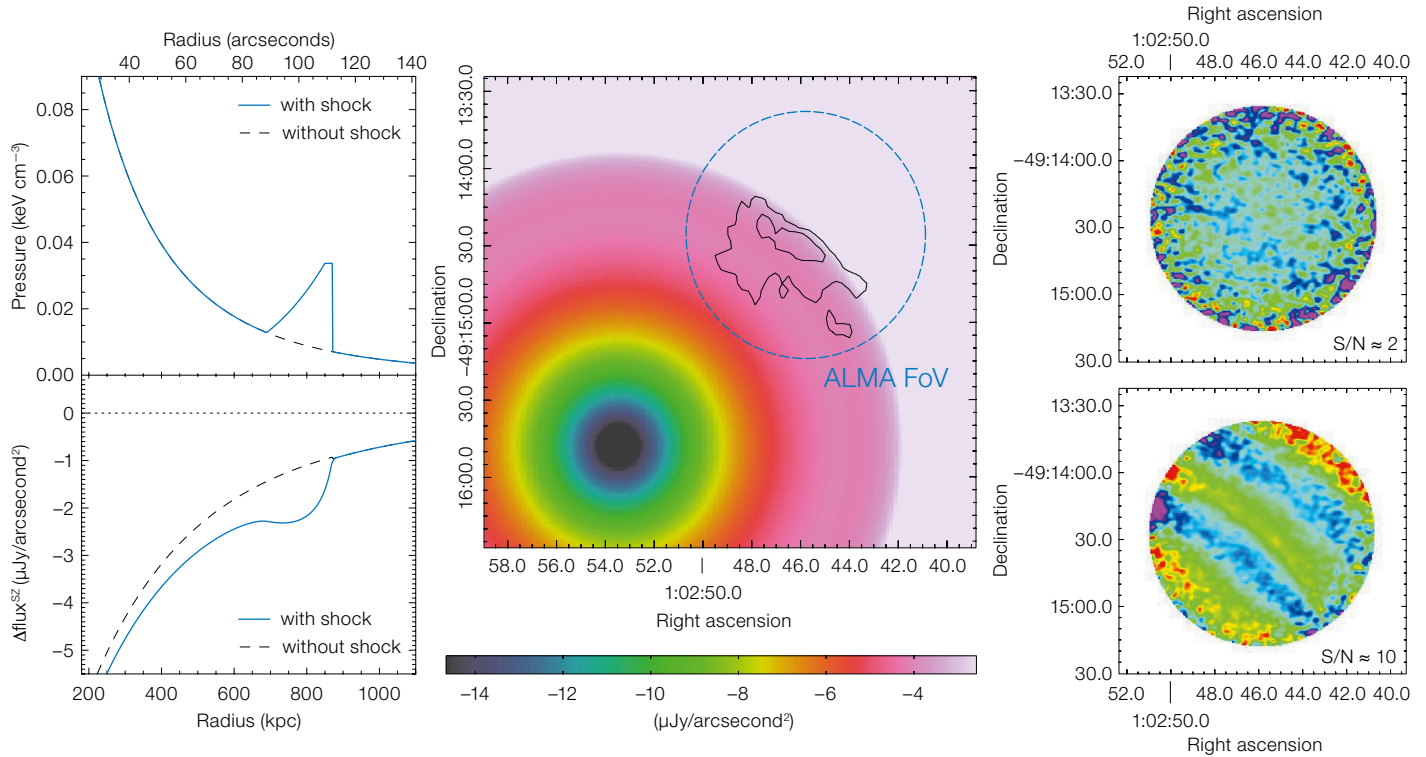 Radius (arcseconds)
40 60 80 100 120 140
0.08
0.06
0.04
0.02
0.00
Pressure (keV cm−3)
with shock
without shock
0
−1
−2
−3
−4
−5
ΔfluxSZ (μJy/arcsecond2)
with shock
without shock
200 400 600 800 1000
Radius (kpc)
13:30.0
14:00.0
30.0
−49:15:00.0
30.0
16:00.0
Declination
ALMA FoV
58.0 56.0 54.0 52.0 48.0 46.0 44.0 42.0 40.0
1:02:50.0
Right ascension
−14 −12 −10 −8 −6 −4
(μJy/arcsecond2)
Right ascension
1:02:50.0
52.0 48.0 46.0 44.0 42.0 40.0
13:30.0
−49:14:00.0
30.0
15:00.0
30.0
Declination
S/N ≈ 2
13:30.0
−49:14:00.0
30.0
15:00.0
30.0
Declination
S/N ≈ 10
52.0 48.0 46.0 44.0 42.0 40.0
1:02:50.0
Right ascension